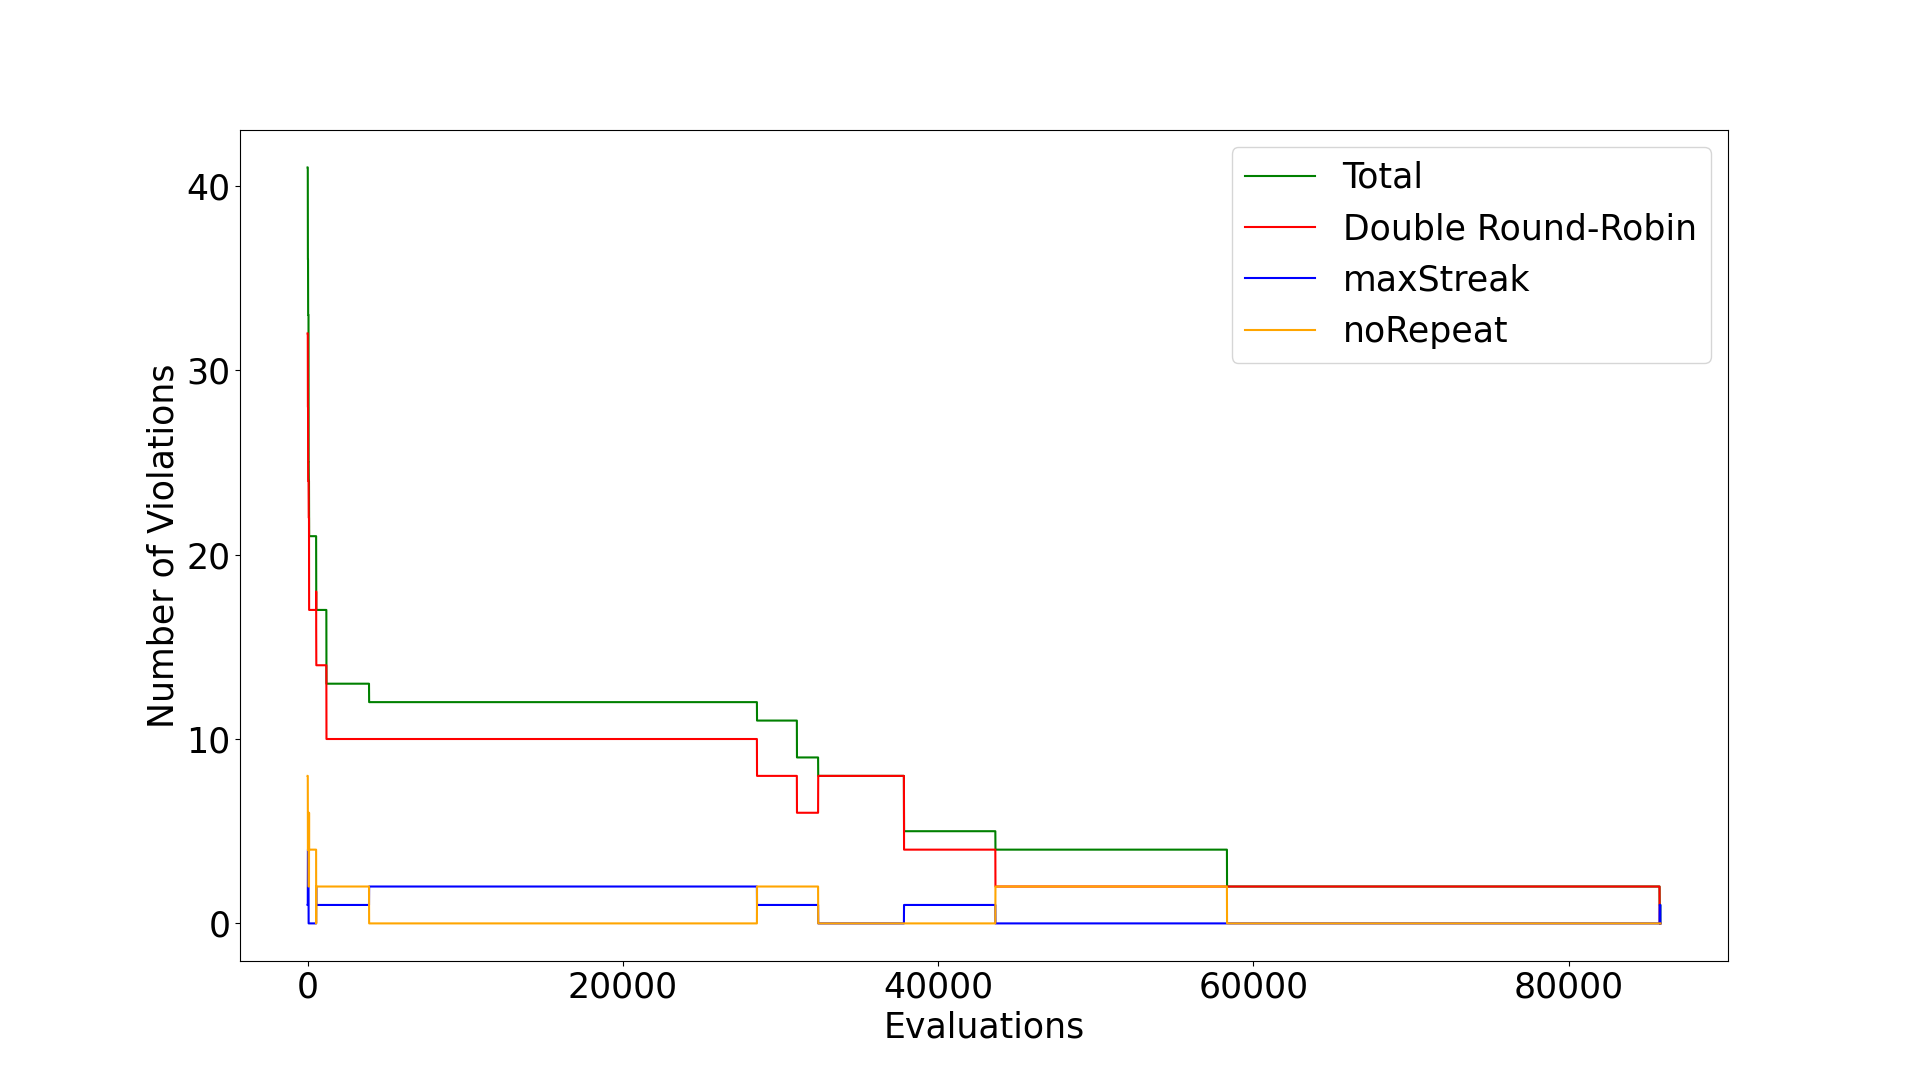 Total
Double Round-Robin
maxStreak
noRepeat
40
30
20
10
0
Number of Violations
0 20000 40000 60000 80000
Evaluations